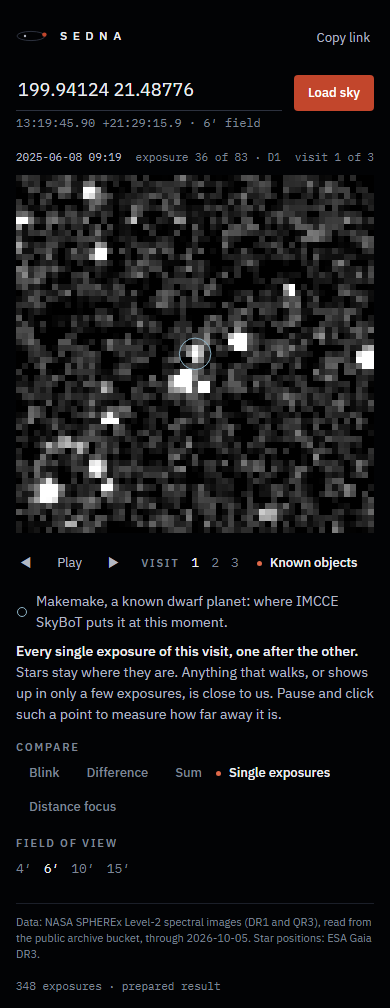 SEDNA
Copy link
199.94124 21.48776
Load sky
13:19:45.90 +21:29:15.9 · 6′ field
2025-06-08 09:19 exposure 36 of 83 · D1 visit 1 of 3
◀ Play ▶ VISIT 1 2 3 • Known objects
Makemake, a known dwarf planet: where IMCCE
SkyBoT puts it at this moment.
Every single exposure of this visit, one after the other.
Stars stay where they are. Anything that walks, or shows
up in only a few exposures, is close to us. Pause and click
such a point to measure how far away it is.
COMPARE
Blink Difference Sum • Single exposures
Distance focus
FIELD OF VIEW
4′ 6′ 10′ 15′
Data: NASA SPHEREx Level-2 spectral images (DR1 and QR3), read from
the public archive bucket, through 2026-10-05. Star positions: ESA Gaia
DR3.
348 exposures · prepared result